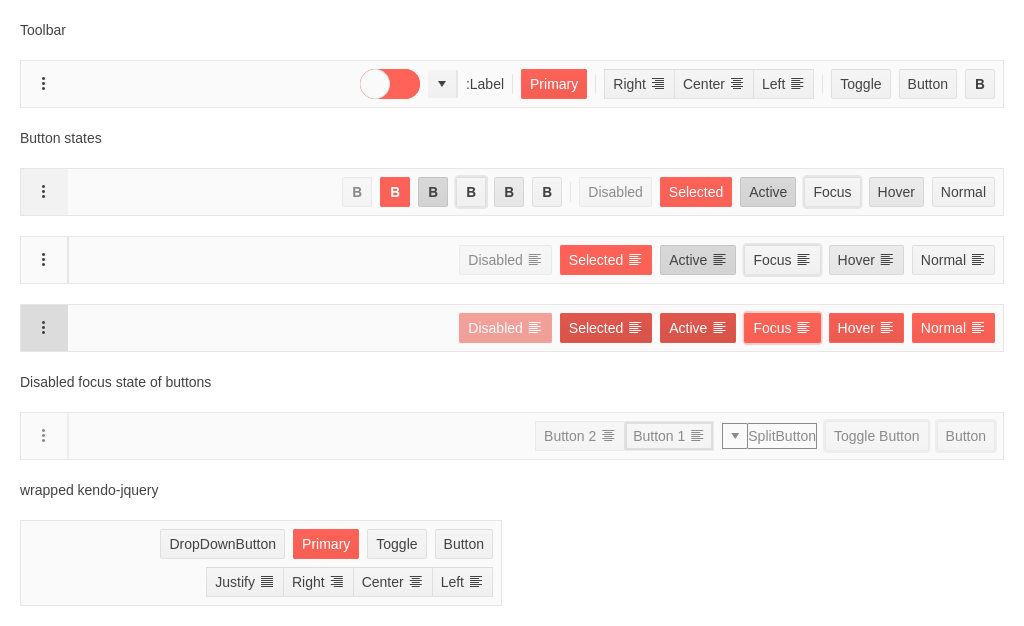 Toolbar
:Label Primary Right Center Left Toggle Button B
Button states
B B B B B B Disabled Selected Active Focus Hover Normal
Disabled Selected Active Focus Hover Normal
Disabled Selected Active Focus Hover Normal
Disabled focus state of buttons
Button 2 Button 1 SplitButton Toggle Button Button
wrapped kendo-jquery
DropDownButton Primary Toggle Button
Justify Right Center Left